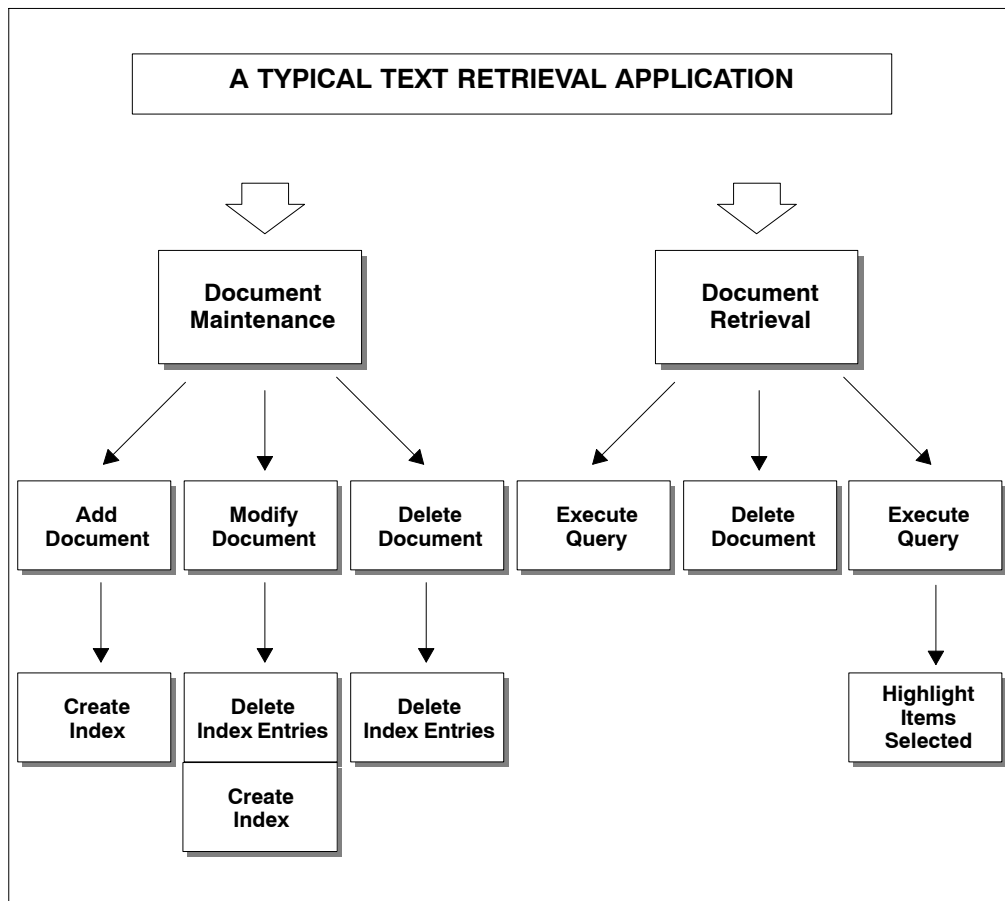 A TYPICAL TEXT RETRIEVAL APPLICATION
Document
Maintenance
Document
Retrieval
Add
Document
Modify
Document
Delete
Document
Execute
Query
Delete
Document
Execute
Query
Create
Index
Delete
Index Entries
Delete
Index Entries
Highlight
Items
Selected
Create
Index